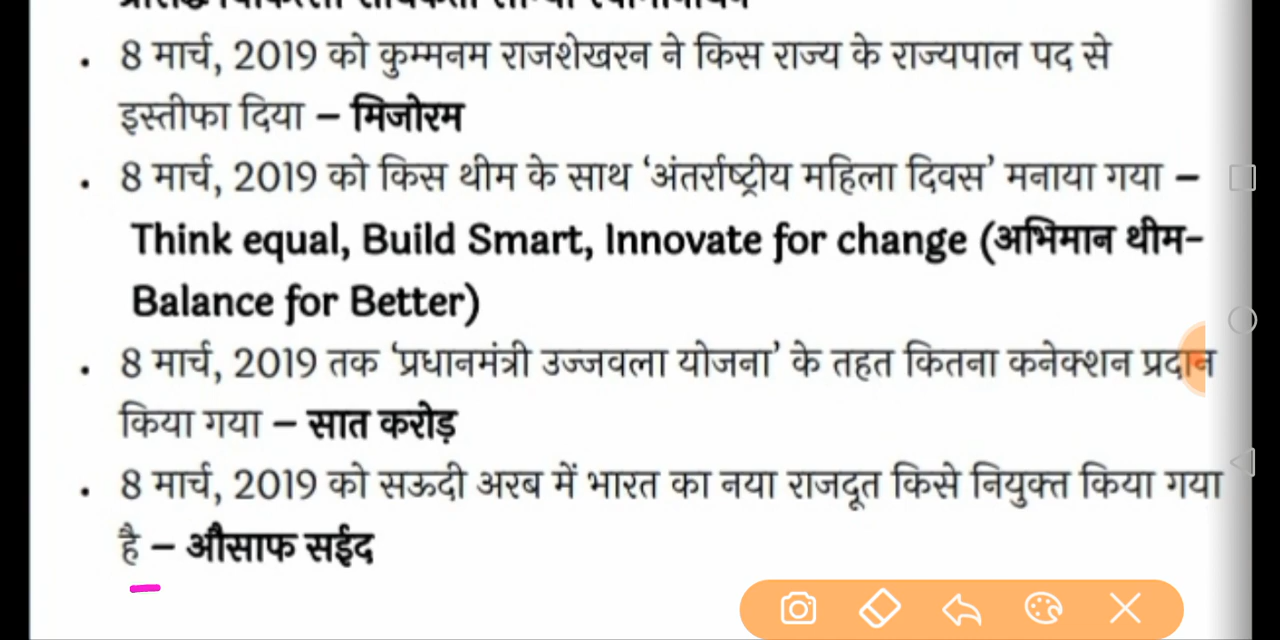 • 8 मार्च, 2019 को कुम्मनम राजशेखरन ने किस राज्य के राज्यपाल पद से
इस्तीफा दिया – मिजोरम
• 8 मार्च, 2019 को किस थीम के साथ ‘अंतर्राष्ट्रीय महिला दिवस’ मनाया गया –
Think equal, Build Smart, Innovate for change (अभिमान थीम-
Balance for Better)
• 8 मार्च, 2019 तक ‘प्रधानमंत्री उज्जवला योजना’ के तहत कितना कनेक्शन प्रदान
किया गया – सात करोड़
• 8 मार्च, 2019 को सऊदी अरब में भारत का नया राजदूत किसे नियुक्त किया गया
है – औसाफ सईद